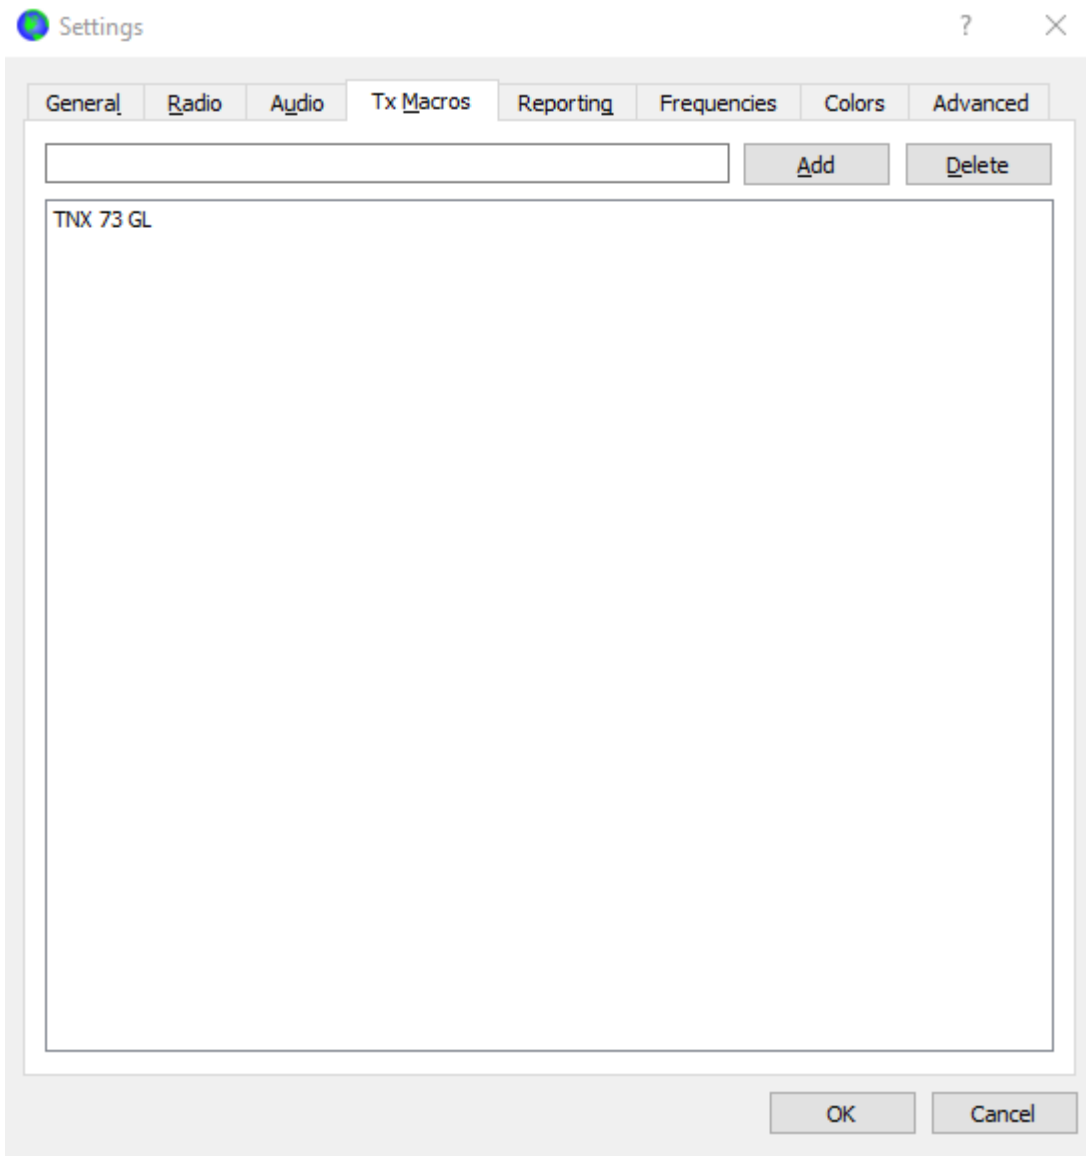 Settings ?
General Radio Audio Tx Macros Reporting Frequencies Colors Advanced
Add Delete
TNX 73 GL
OK Cancel